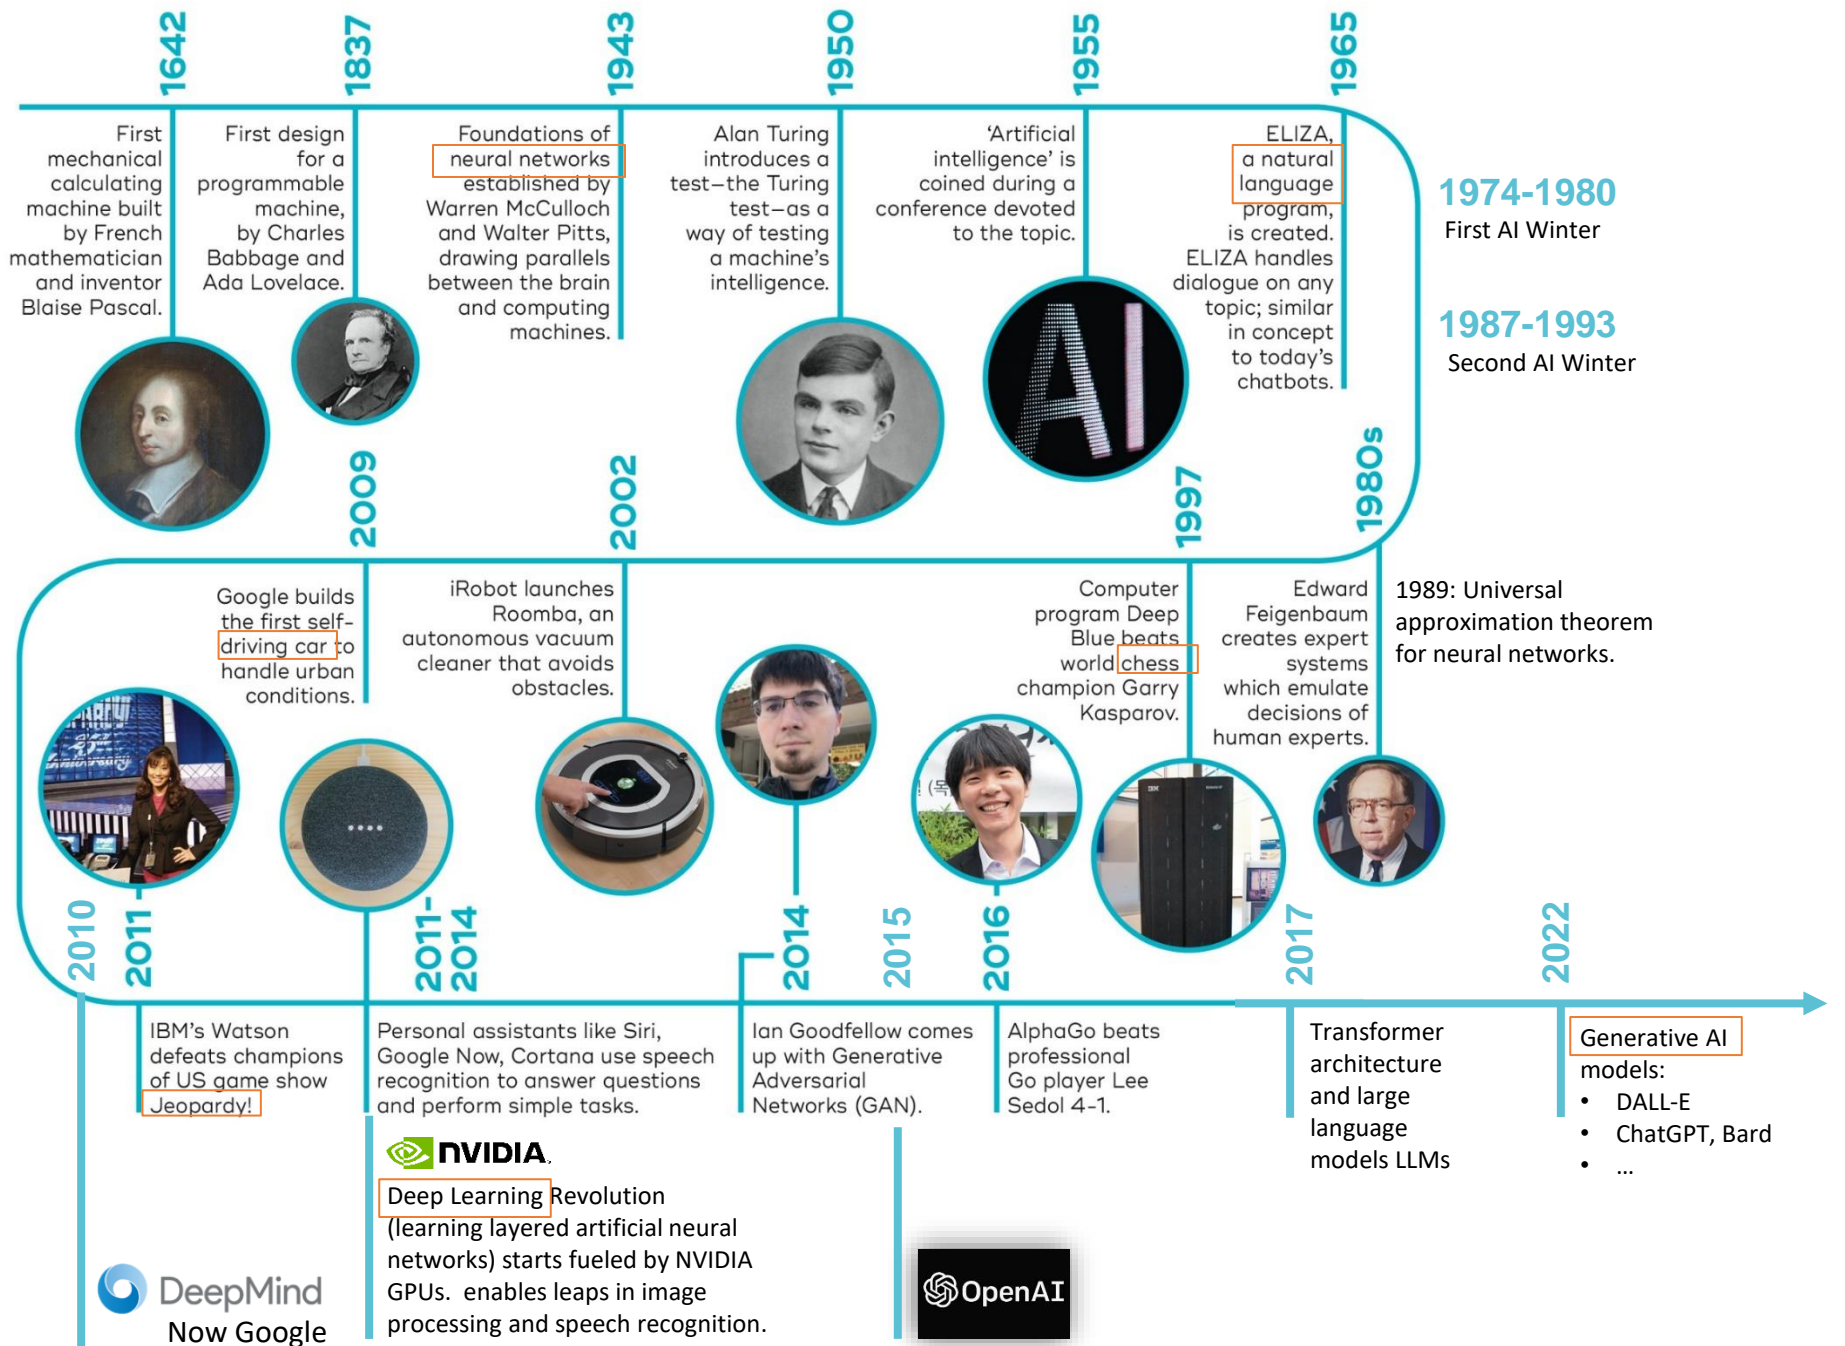 1642
1837
1943
1950
1955
1965
First
mechanical
calculating
machine built
by French
mathematician
and inventor
Blaise Pascal.
First design
for a
programmable
machine,
by Charles
Babbage and
Ada Lovelace.
Foundations of
neural networks
established by
Warren McCulloch
and Walter Pitts,
drawing parallels
between the brain
and computing
machines.
Alan Turing
introduces a
test—the Turing
test—as a
way of testing
a machine's
intelligence.
'Artificial
intelligence' is
coined during a
conference devoted
to the topic.
AI
ELIZA,
a natural
language
program,
is created.
ELIZA handles
dialogue on any
topic; similar
in concept
to today's
chatbots.
1974-1980
First AI Winter
1987-1993
Second AI Winter
1980s
1997
2002
2009
1989: Universal
approximation theorem
for neural networks.
Edward
Feigenbaum
creates expert
systems
which emulate
decisions of
human experts.
Computer
program Deep
Blue beats
world chess
champion Garry
Kasparov.
IBM
iRobot launches
Roomba, an
autonomous vacuum
cleaner that avoids
obstacles.
Google builds
the first self-
driving car to
handle urban
conditions.
2010
2011
2011-
2014
2014
2015
2016
2017
2022
IBM's Watson
defeats champions
of US game show
Jeopardy!
Personal assistants like Siri,
Google Now, Cortana use speech
recognition to answer questions
and perform simple tasks.
Ian Goodfellow comes
up with Generative
Adversarial
Networks (GAN).
AlphaGo beats
professional
Go player Lee
Sedol 4-1.
Transformer
architecture
and large
language
models LLMs
Generative AI
models:
• DALL-E
• ChatGPT, Bard
• ...
DeepMind
Now Google
NVIDIA.
Deep Learning Revolution
(learning layered artificial neural
networks) starts fueled by NVIDIA
GPUs. enables leaps in image
processing and speech recognition.
OpenAI